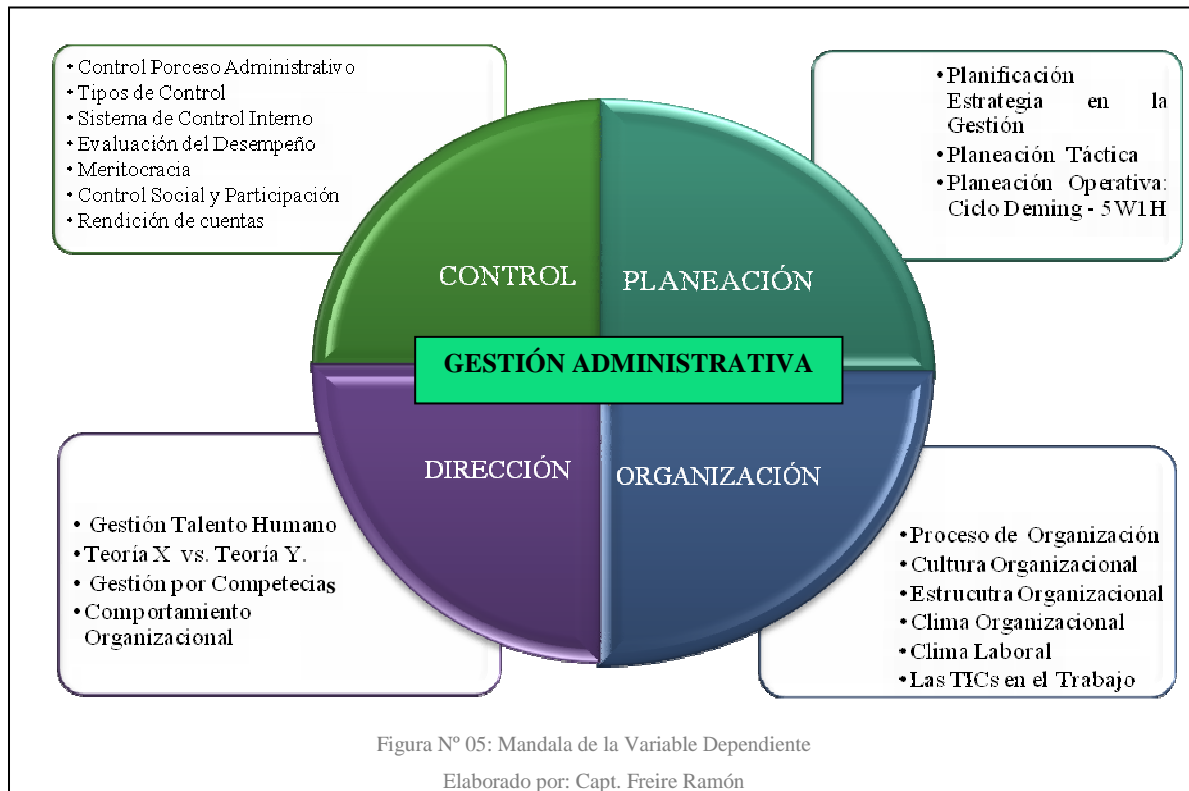 • Control Porceso Administrativo
• Tipos de Control
• Sistema de Control Interno
• Evaluación del Desempeño
• Meritocracia
• Control Social y Participación
• Rendición de cuentas
• Planificación
Estrategia en la
Gestión
• Planeación Táctica
• Planeación Operativa:
Ciclo Deming - 5W1H
CONTROL
PLANEACIÓN
GESTIÓN ADMINISTRATIVA
DIRECCIÓN
ORGANIZACIÓN
• Gestión Talento Humano
• Teoría X vs. Teoría Y.
• Gestión por Competecias
• Comportamiento
Organizacional
• Proceso de Organización
• Cultura Organizacional
• Estrucutra Organizacional
• Clima Organizacional
• Clima Laboral
• Las TICs en el Trabajo
Figura Nº 05: Mandala de la Variable Dependiente
Elaborado por: Capt. Freire Ramón